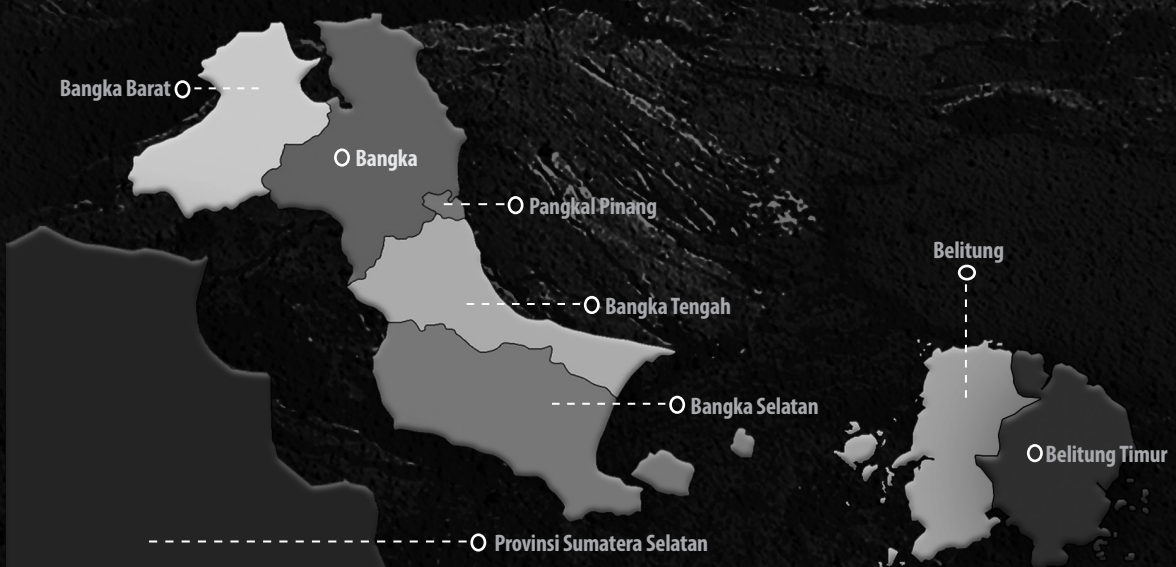 Bangka Barat
Bangka
Pangkal Pinang
Belitung
Bangka Tengah
Bangka Selatan
Belitung Timur
Provinsi Sumatera Selatan